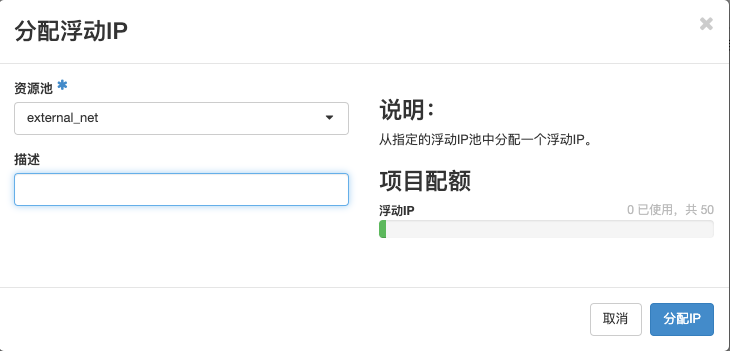 分配浮动IP
资源池
external_net
描述
说明：
从指定的浮动IP池中分配一个浮动IP。
项目配额
浮动IP
0 已使用，共 50
取消
分配IP